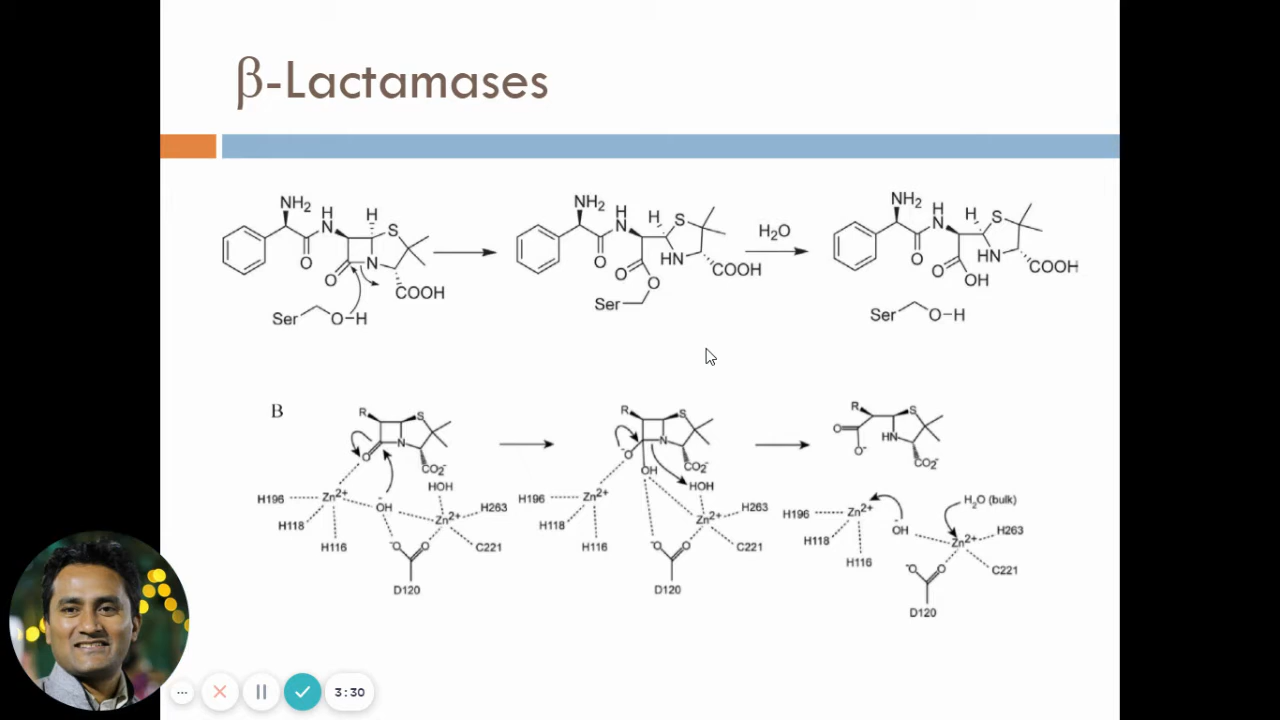 β-Lactamases
NH2
H
N
H
S
O
O
N
COOH
Ser
O-H
NH2
H
N
H
S
O
O
HN
O
COOH
Ser
H2O
NH2
H
N
H
S
O
O
HN
OH
COOH
Ser
O-H
B
R
S
N
O
CO2-
HOH
H196
Zn2+
OH-
Zn2+
H263
H118
H116
C221
-O
O
D120
R
S
N
O
OH
CO2-
HOH
H196
Zn2+
Zn2+
H263
H118
H116
C221
-O
O
D120
R
S
O
O-
HN
CO2-
H196
Zn2+
OH-
H2O (bulk)
Zn2+
H263
H118
H116
C221
-O
O
D120
3:30